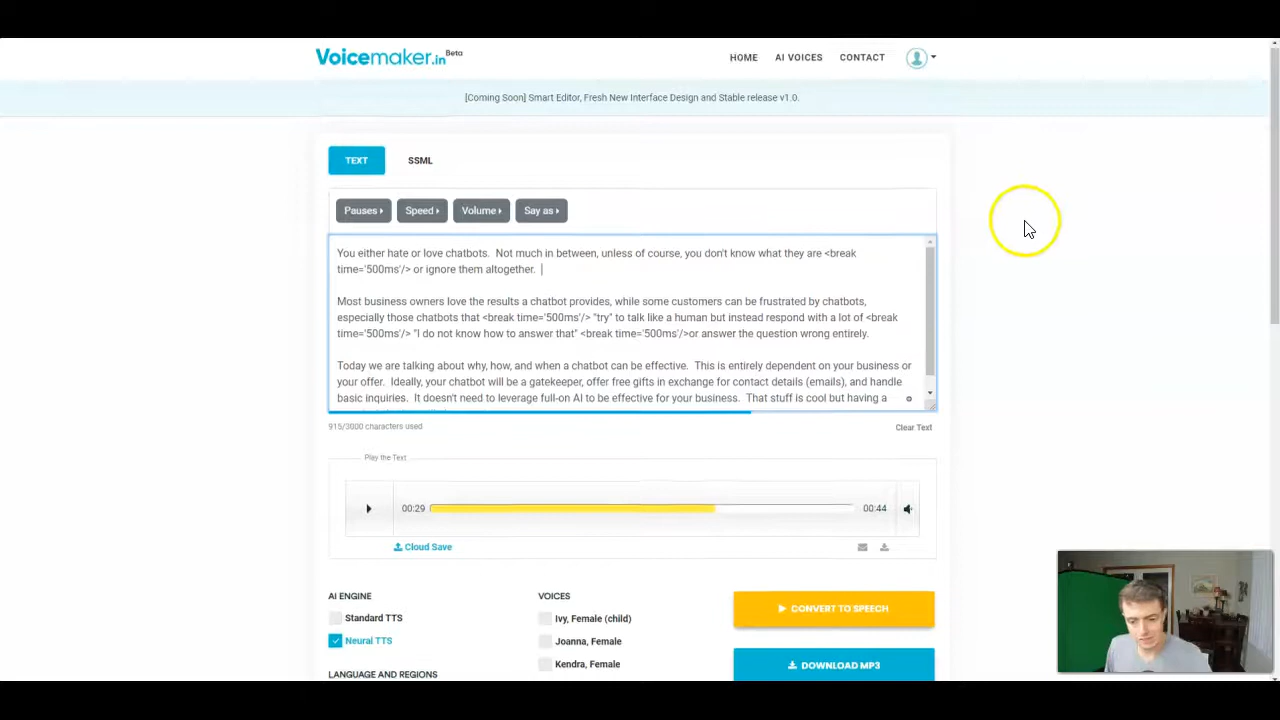 Voicemaker.in Beta
HOME AI VOICES CONTACT
[Coming Soon] Smart Editor, Fresh New Interface Design and Stable release v1.0.
TEXT SSML
Pauses Speed Volume Say as
You either hate or love chatbots.  Not much in between, unless of course, you don't know what they are <break
time='500ms'/> or ignore them altogether.
Most business owners love the results a chatbot provides, while some customers can be frustrated by chatbots,
especially those chatbots that <break time='500ms'/> "try" to talk like a human but instead respond with a lot of <break
time='500ms'/> "I do not know how to answer that" <break time='500ms'/>or answer the question wrong entirely.
Today we are talking about why, how, and when a chatbot can be effective.  This is entirely dependent on your business or
your offer.  Ideally, your chatbot will be a gatekeeper, offer free gifts in exchange for contact details (emails), and handle
basic inquiries.  It doesn't need to leverage full-on AI to be effective for your business.  That stuff is cool but having a
915/3000 characters used Clear Text
Play the Text
00:29 00:44
Cloud Save
AI ENGINE VOICES
CONVERT TO SPEECH
Standard TTS Ivy, Female (child)
Neural TTS Joanna, Female
Kendra, Female DOWNLOAD MP3
LANGUAGE AND REGIONS